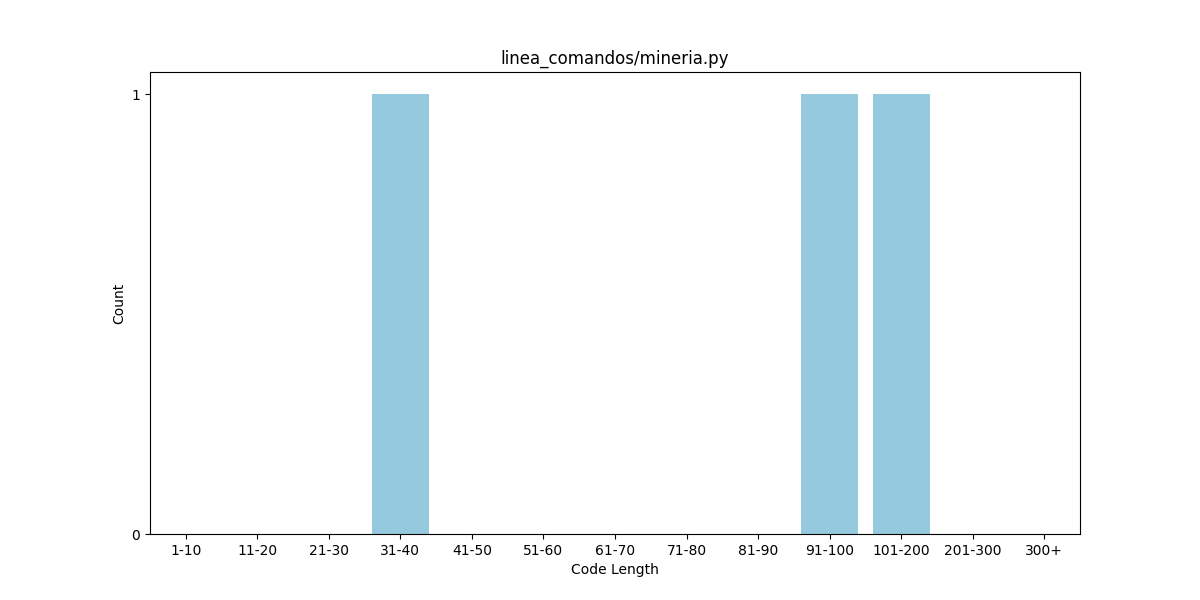 linea_comandos/mineria.py
1
Count
0
1-10 11-20 21-30 31-40 41-50 51-60 61-70 71-80 81-90 91-100 101-200 201-300 300+
Code Length